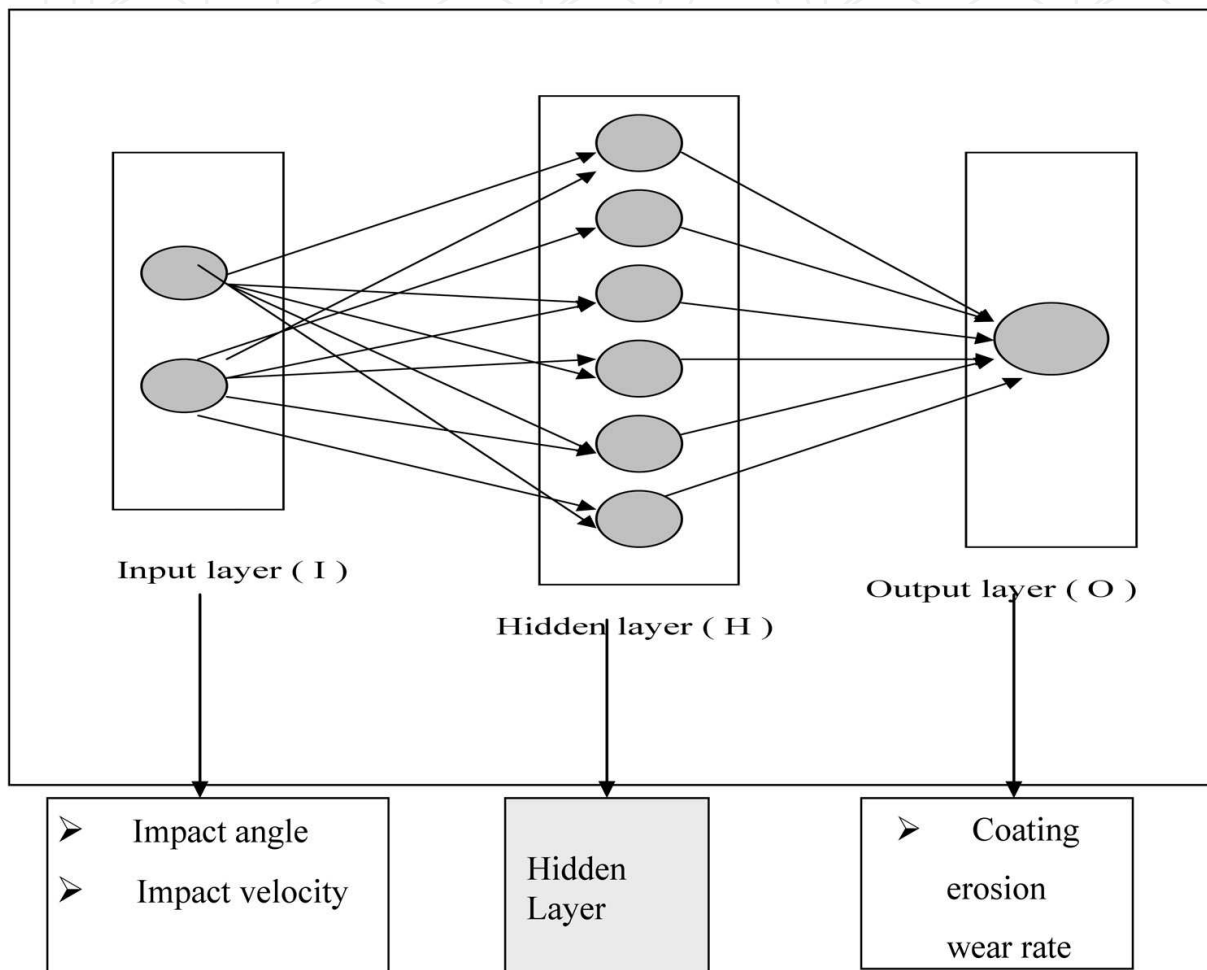 Input layer ( I )
Hidden layer ( H )
Output layer ( O )
➢ Impact angle
➢ Impact velocity
Hidden
Layer
➢ Coating
erosion
wear rate